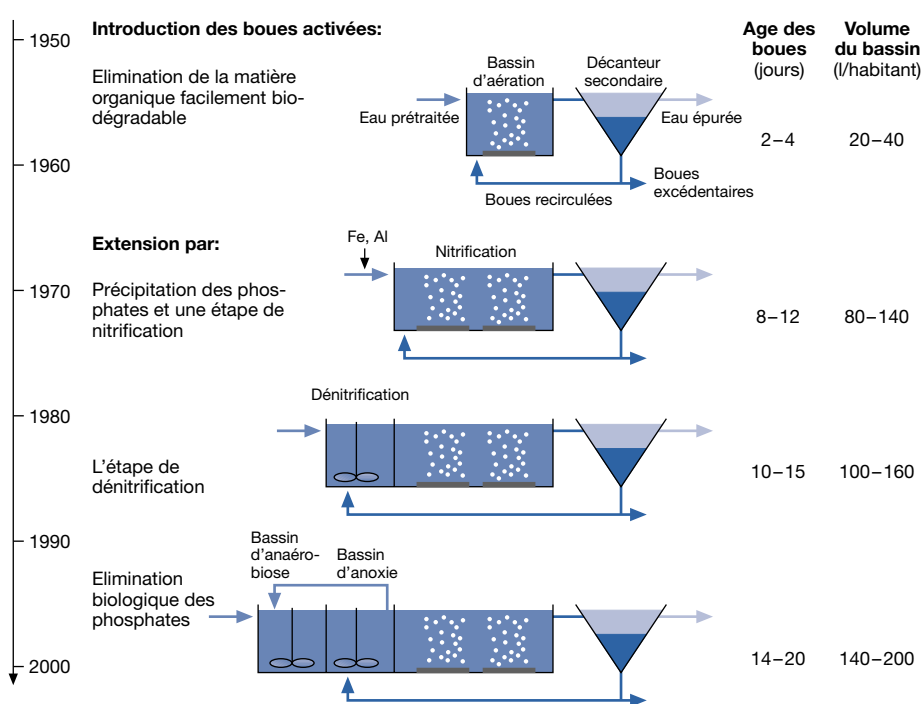 1950
Introduction des boues activées:
Age des
boues
(jours)
Volume
du bassin
(l/habitant)
Elimination de la matière
organique facilement bio-
dégradable
Bassin
d'aération
Décanteur
secondaire
Eau prétraitée
Eau épurée
2–4
20–40
1960
Boues recirculées
Boues
excédentaires
Extension par:
Fe, Al
Nitrification
1970
Précipitation des phos-
phates et une étape de
nitrification
8–12
80–140
Dénitrification
1980
L'étape de
dénitrification
10–15
100–160
1990
Bassin
d'anaéro-
biose
Bassin
d'anoxie
Elimination
biologique des
phosphates
14–20
140–200
2000